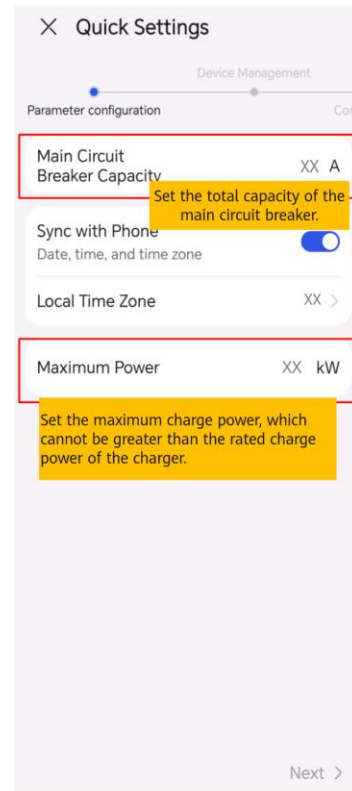 Quick Settings
Device Management
Parameter configuration
Co
Main Circuit
Breaker Capacity
XX A
Set the total capacity of the
main circuit breaker.
Sync with Phone
Date, time, and time zone
Local Time Zone
XX >
Maximum Power
XX kW
Set the maximum charge power, which
cannot be greater than the rated charge
power of the charger.
Next >